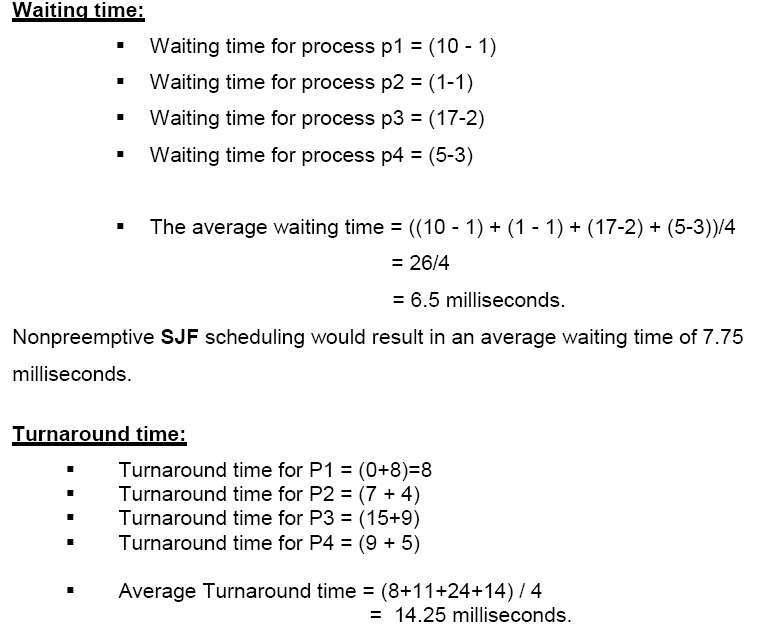 Waiting time:
▪ Waiting time for process p1 = (10 - 1)
▪ Waiting time for process p2 = (1-1)
▪ Waiting time for process p3 = (17-2)
▪ Waiting time for process p4 = (5-3)
▪ The average waiting time = ((10 - 1) + (1 - 1) + (17-2) + (5-3))/4
= 26/4
= 6.5 milliseconds.
Nonpreemptive SJF scheduling would result in an average waiting time of 7.75
milliseconds.
Turnaround time:
▪ Turnaround time for P1 = (0+8)=8
▪ Turnaround time for P2 = (7 + 4)
▪ Turnaround time for P3 = (15+9)
▪ Turnaround time for P4 = (9 + 5)
▪ Average Turnaround time = (8+11+24+14) / 4
= 14.25 milliseconds.